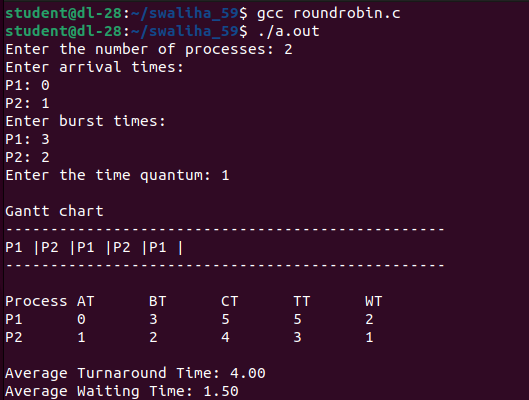 student@dl-28:~/swaliha_59$ gcc roundrobin.c
student@dl-28:~/swaliha_59$ ./a.out
Enter the number of processes: 2
Enter arrival times:
P1: 0
P2: 1
Enter burst times:
P1: 3
P2: 2
Enter the time quantum: 1

Gantt chart
-------------------------------------------------
P1 |P2 |P1 |P2 |P1 |
-------------------------------------------------

Process AT      BT      CT      TT      WT
P1      0       3       5       5       2
P2      1       2       4       3       1

Average Turnaround Time: 4.00
Average Waiting Time: 1.50